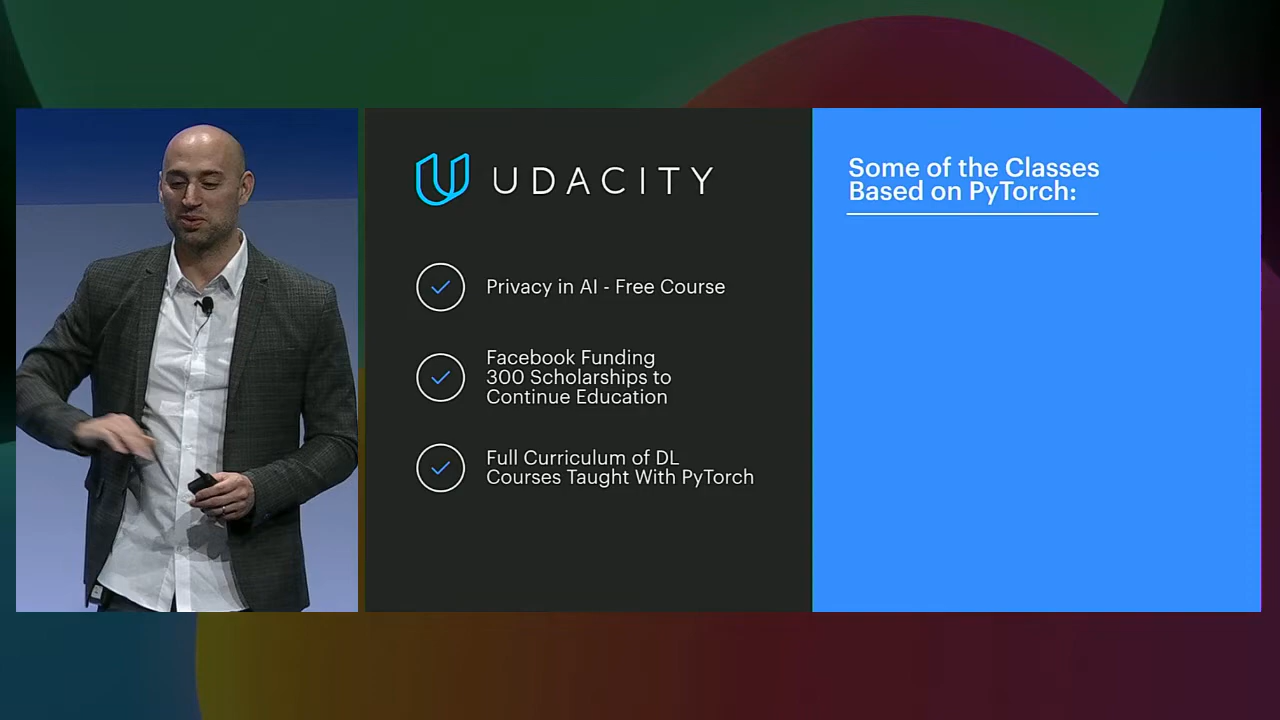 UDACITY
Privacy in AI - Free Course
Facebook Funding
300 Scholarships to
Continue Education
Full Curriculum of DL
Courses Taught With PyTorch
Some of the Classes
Based on PyTorch: